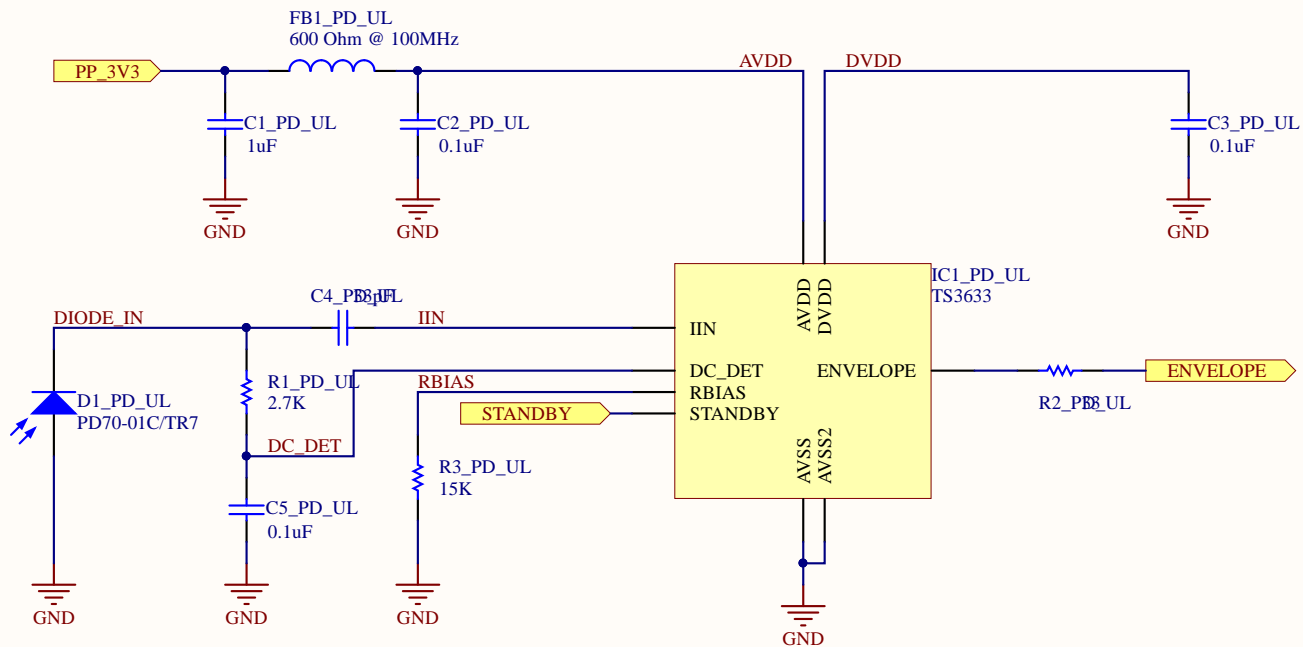 FB1_PD_UL
600 Ohm @ 100MHz
PP_3V3
AVDD
DVDD
C1_PD_UL
1uF
C2_PD_UL
0.1uF
C3_PD_UL
0.1uF
GND
GND
GND
IC1_PD_UL
TS3633
AVDD
DVDD
C4_PD_UL
DIODE_IN
IIN
IIN
DC_DET
ENVELOPE
ENVELOPE
RBIAS
RBIAS
STANDBY
STANDBY
R1_PD_UL
2.7K
D1_PD_UL
PD70-01C/TR7
R2_PD_UL
DC_DET
AVSS
AVSS2
R3_PD_UL
15K
C5_PD_UL
0.1uF
GND
GND
GND
GND